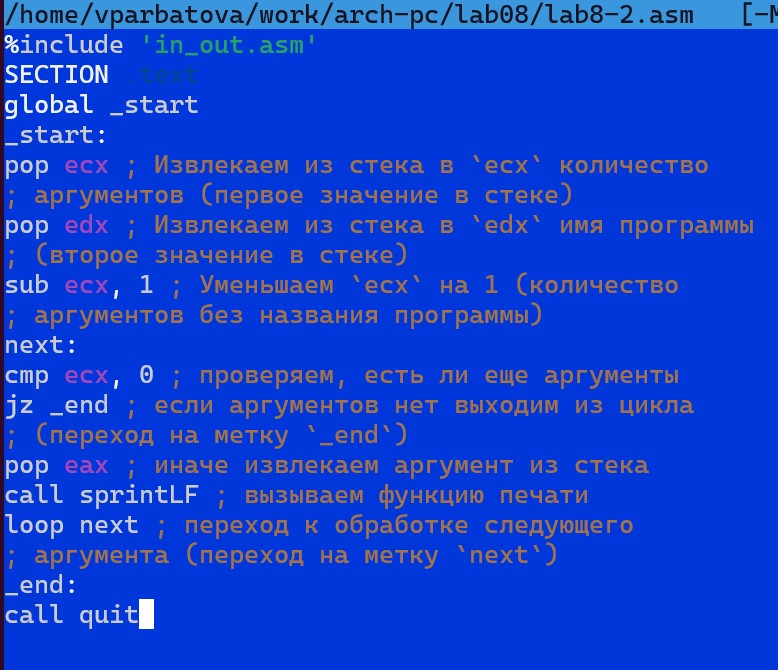 /home/vparbatova/work/arch-pc/lab08/lab8-2.asm [-M
%include 'in_out.asm'
SECTION .text
global _start
_start:
pop ecx ; Извлекаем из стека в `ecx` количество
; аргументов (первое значение в стеке)
pop edx ; Извлекаем из стека в `edx` имя программы
; (второе значение в стеке)
sub ecx, 1 ; Уменьшаем `ecx` на 1 (количество
; аргументов без названия программы)
next:
cmp ecx, 0 ; проверяем, есть ли еще аргументы
jz _end ; если аргументов нет выходим из цикла
; (переход на метку `_end`)
pop eax ; иначе извлекаем аргумент из стека
call sprintLF ; вызываем функцию печати
loop next ; переход к обработке следующего
; аргумента (переход на метку `next`)
_end:
call quit